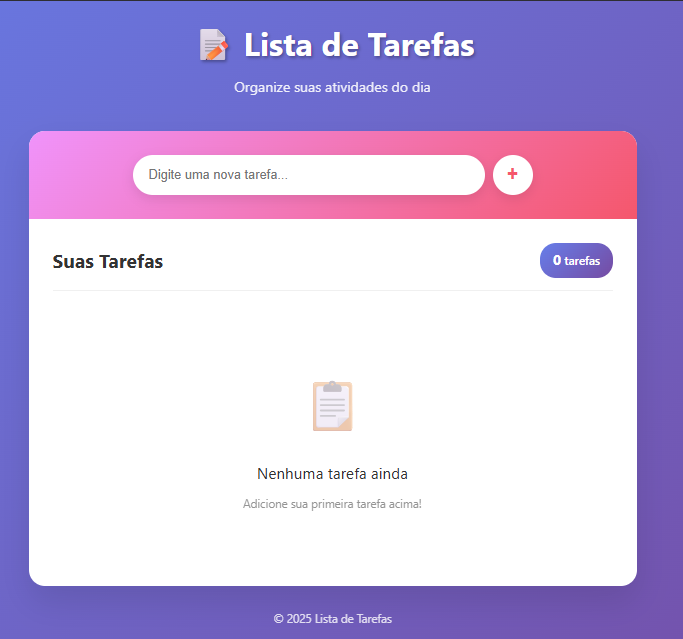 Lista de Tarefas
Organize suas atividades do dia
Digite uma nova tarefa...
+
Suas Tarefas
0 tarefas
Nenhuma tarefa ainda
Adicione sua primeira tarefa acima!
© 2025 Lista de Tarefas